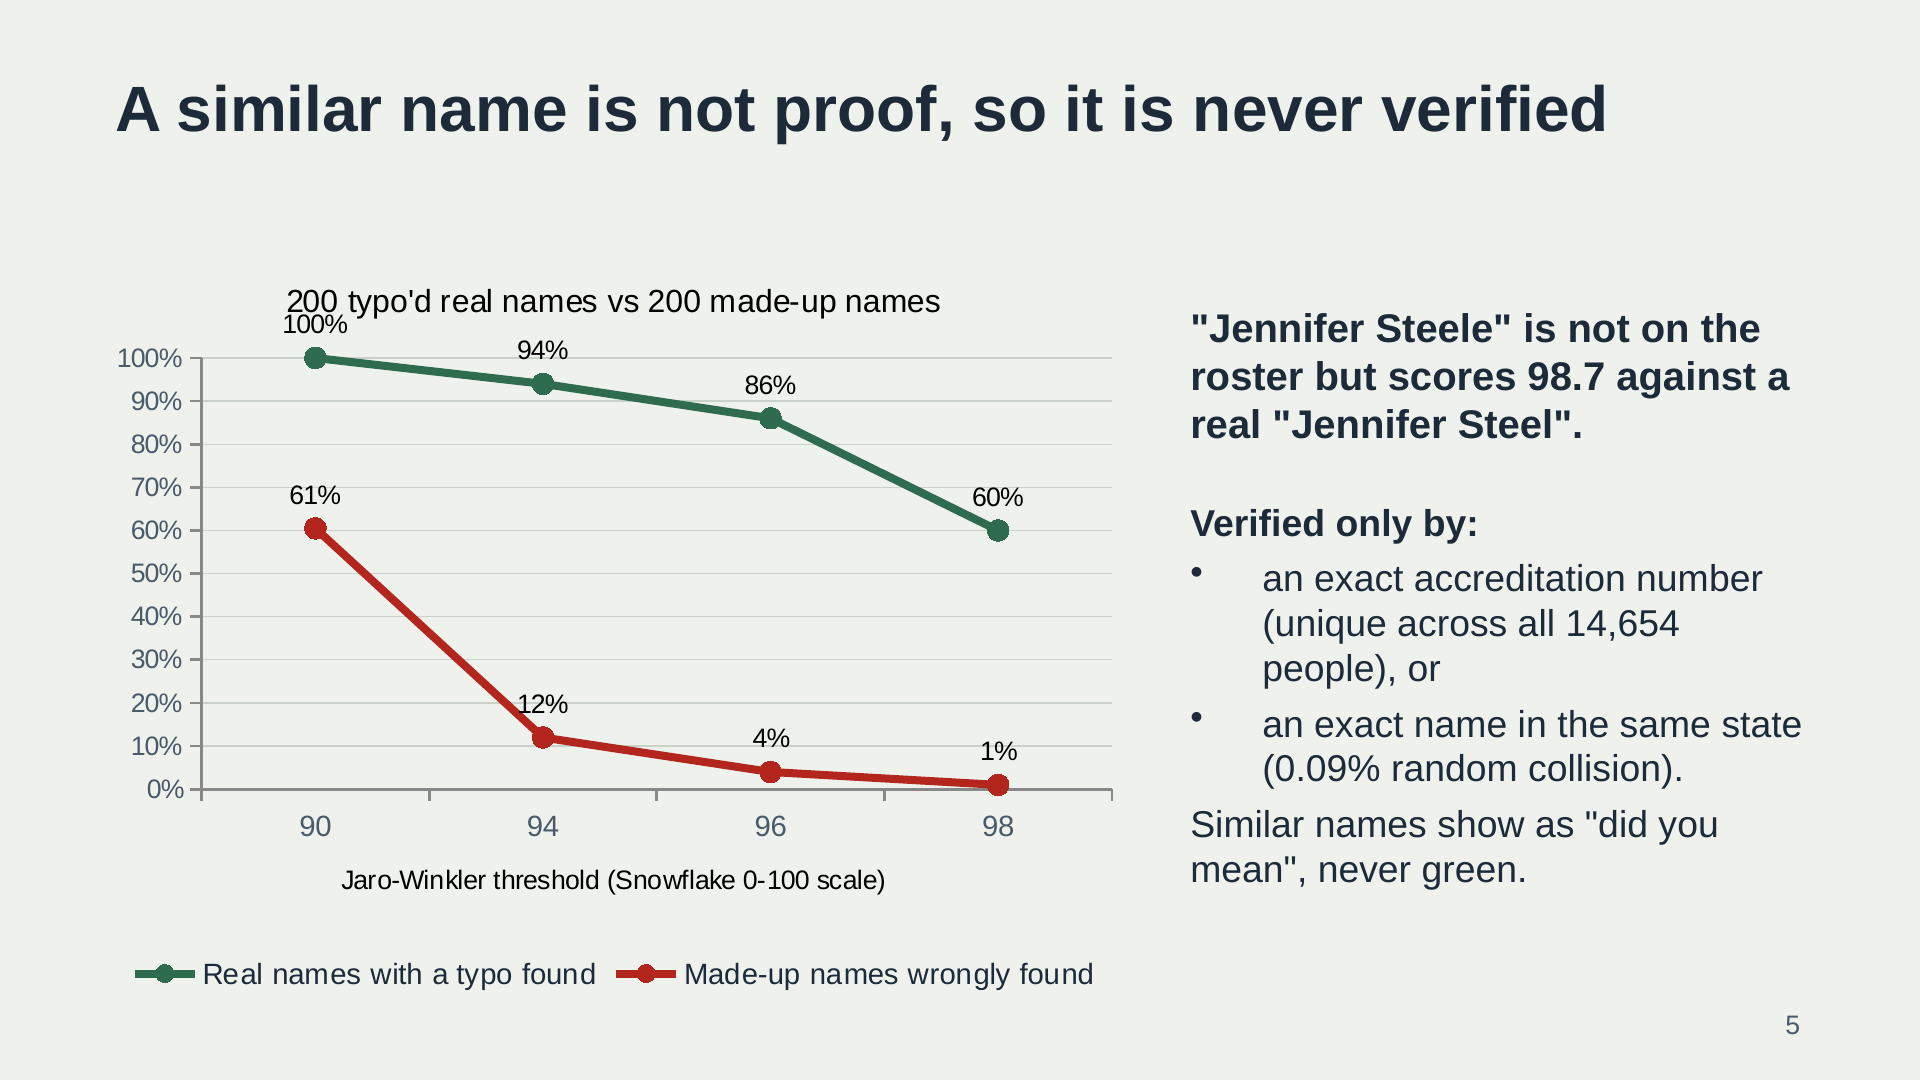 A similar name is not proof, so it is never verified
200 typo'd real names vs 200 made-up names
100%
94%
86%
60%
61%
12%
4%
1%
100%
90%
80%
70%
60%
50%
40%
30%
20%
10%
0%
90 94 96 98
Jaro-Winkler threshold (Snowflake 0-100 scale)
Real names with a typo found Made-up names wrongly found
"Jennifer Steele" is not on the
roster but scores 98.7 against a
real "Jennifer Steel".
Verified only by:
• an exact accreditation number
(unique across all 14,654
people), or
• an exact name in the same state
(0.09% random collision).
Similar names show as "did you
mean", never green.
5